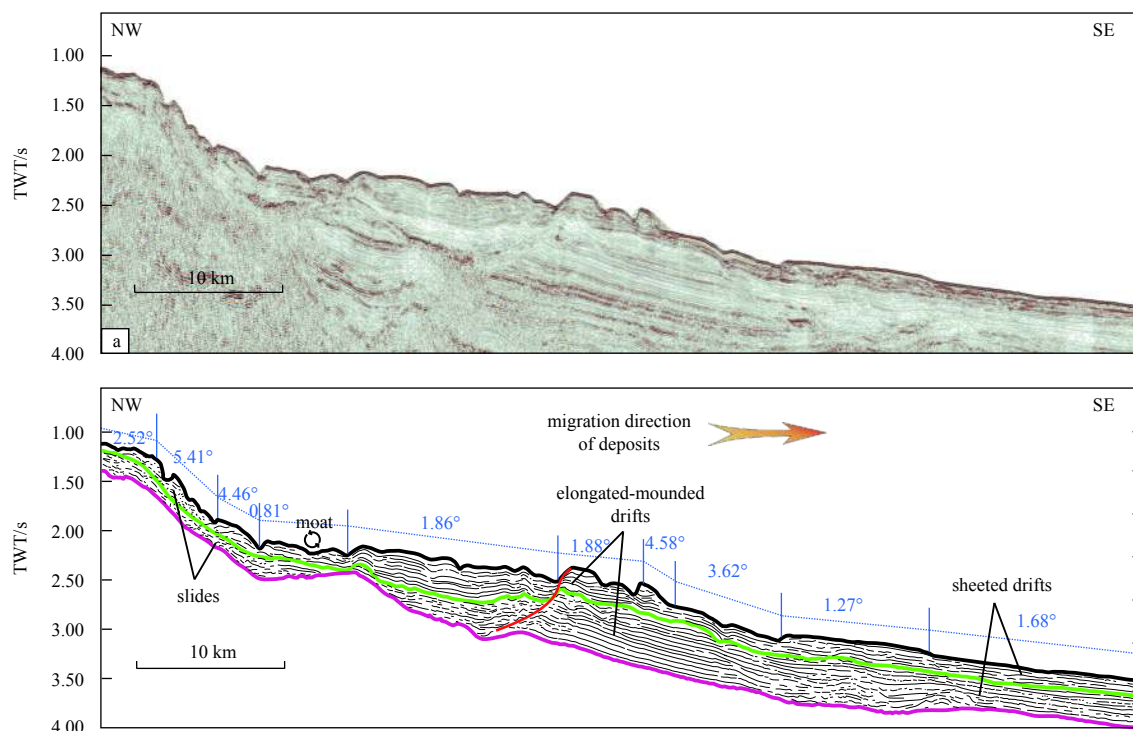 NW
SE
1.00
1.50
2.00
2.50
3.00
3.50
4.00
TWT/s
10 km
a
NW
SE
1.00
1.50
2.00
2.50
3.00
3.50
4.00
TWT/s
migration direction
of deposits
2.52°
5.41°
4.46°
0.81°
moat
1.86°
elongated-mounded
drifts
1.88°
4.58°
3.62°
1.27°
sheeted drifts
1.68°
slides
10 km